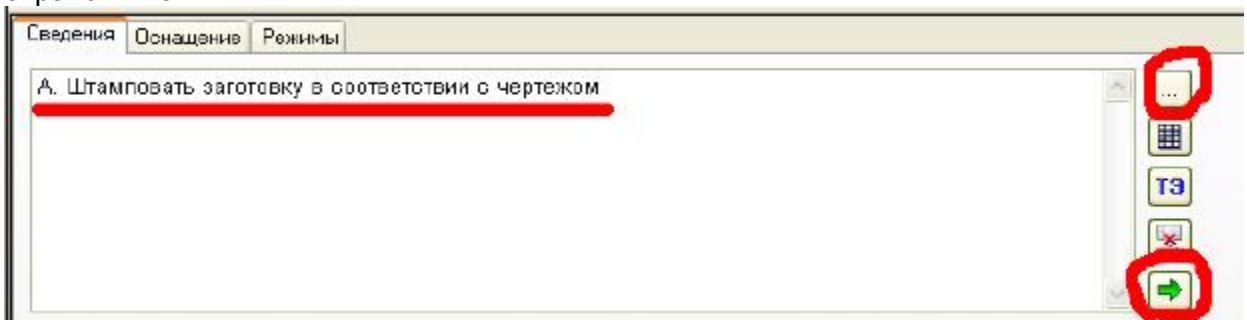 Сведения Оснащение Режимы
А. Штамповать заготовку в соответствии с чертежом
...
ТЭ